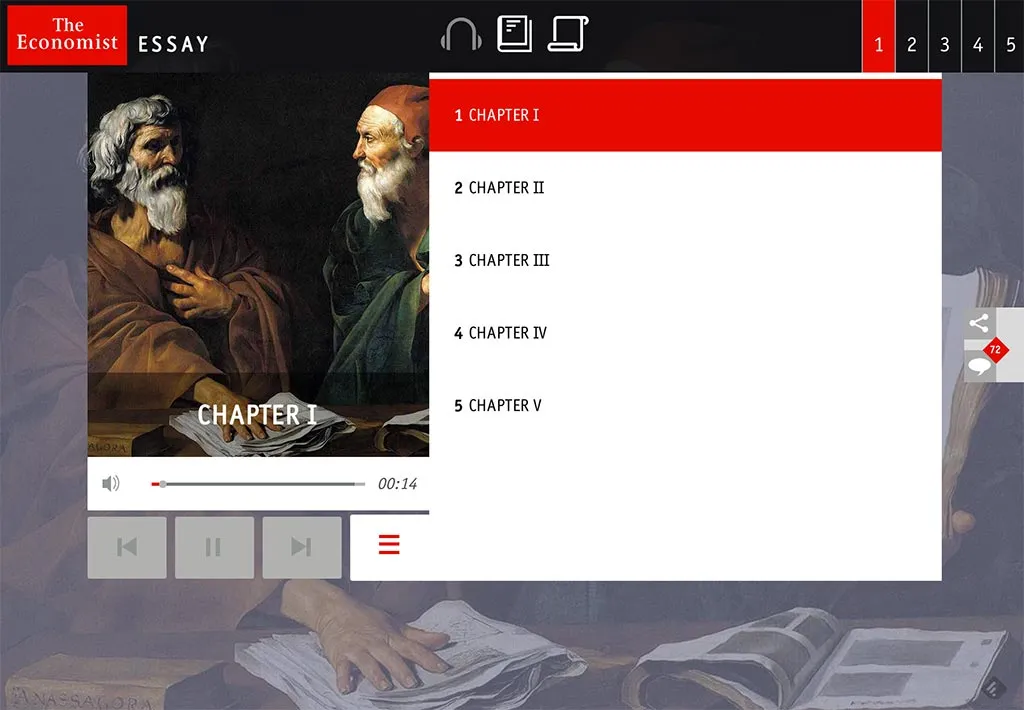 The
Economist
ESSAY
1 2 3 4 5
1 CHAPTER I
2 CHAPTER II
3 CHAPTER III
4 CHAPTER IV
5 CHAPTER V
72
CHAPTER I
AGORA
00:14
ANASSAGORA